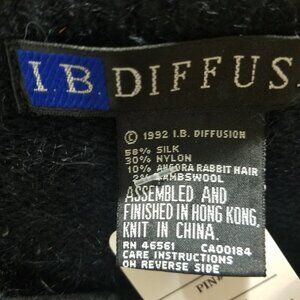 I.B. DIFFUS
© 1992 I.B. DIFFUSION
58% SILK
30% NYLON
10% ANGORA RABBIT HAIR
2% LAMBSWOOL
ASSEMBLED AND
FINISHED IN HONG KONG,
KNIT IN CHINA.
RN 46561 CA00184
CARE INSTRUCTIONS
ON REVERSE SIDE